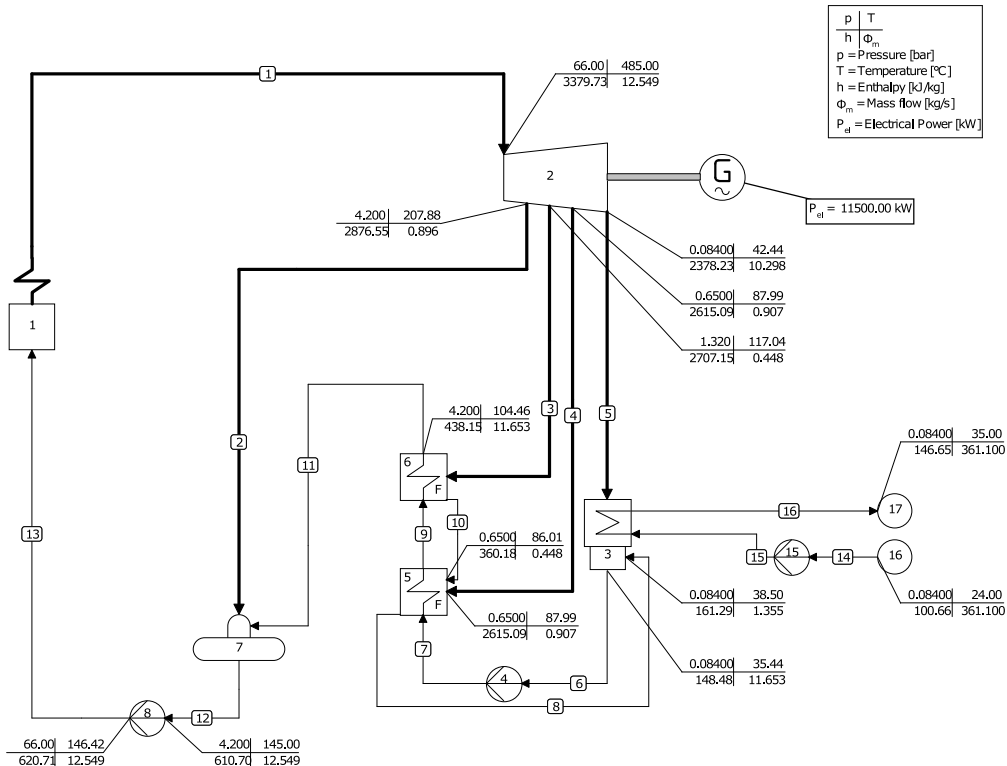 p | T
h | Φm
p = Pressure [bar]
T = Temperature [°C]
h = Enthalpy [kJ/kg]
Φm = Mass flow [kg/s]
Pel = Electrical Power [kW]
1
66.00 | 485.00
3379.73 | 12.549
2
G
~
Pel = 11500.00 kW
4.200 | 207.88
2876.55 | 0.896
0.08400 | 42.44
2378.23 | 10.298
0.6500 | 87.99
2615.09 | 0.907
1
1.320 | 117.04
2707.15 | 0.448
4.200 | 104.46
438.15 | 11.653
3
4
5
2
11
0.08400 | 35.00
146.65 | 361.100
6
F
10
16
17
13
9
0.6500 | 86.01
360.18 | 0.448
3
15
15
14
16
5
F
0.08400 | 38.50
161.29 | 1.355
0.08400 | 24.00
100.66 | 361.100
0.6500 | 87.99
2615.09 | 0.907
7
7
0.08400 | 35.44
148.48 | 11.653
4
6
8
12
8
66.00 | 146.42
620.71 | 12.549
4.200 | 145.00
610.70 | 12.549